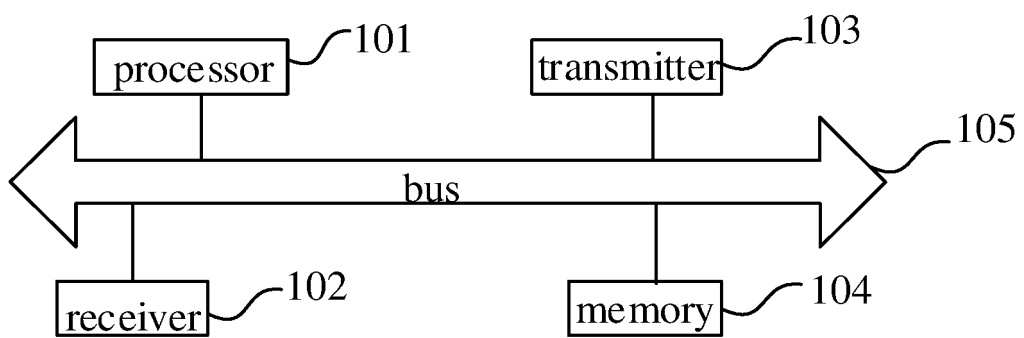 101
processor
103
transmitter
105
bus
102
receiver
104
memory